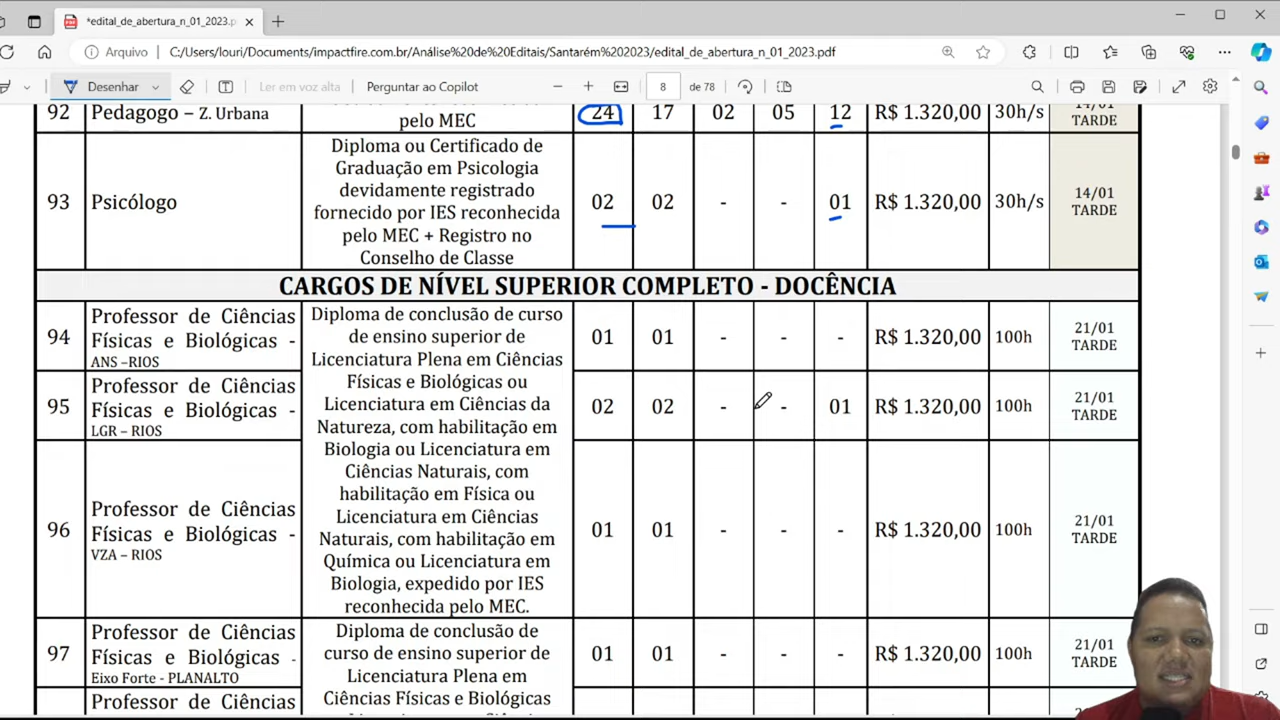 *edital_de_abertura_n_01_2023.p
Arquivo
C:/Users/louri/Documents/impactfire.com.br/Análise%20de%20Editais/Santarém%202023/edital_de_abertura_n_01_2023.pdf
Desenhar
Ler em voz alta
Perguntar ao Copilot
8
de 78
92 Pedagogo – Z. Urbana pelo MEC 24 17 02 05 12 R$ 1.320,00 30h/s 14/01
TARDE
Diploma ou Certificado de
Graduação em Psicologia
devidamente registrado
93 Psicólogo fornecido por IES reconhecida 02 02 - - 01 R$ 1.320,00 30h/s 14/01
TARDE
pelo MEC + Registro no
Conselho de Classe
CARGOS DE NÍVEL SUPERIOR COMPLETO - DOCÊNCIA
94
Professor de Ciências
Físicas e Biológicas -
ANS –RIOS
Diploma de conclusão de curso
de ensino superior de
Licenciatura Plena em Ciências
Físicas e Biológicas ou
Licenciatura em Ciências da
Natureza, com habilitação em
Biologia ou Licenciatura em
Ciências Naturais, com
habilitação em Física ou
Licenciatura em Ciências
Naturais, com habilitação em
Química ou Licenciatura em
Biologia, expedido por IES
reconhecida pelo MEC.
01 01 - - - R$ 1.320,00 100h 21/01
TARDE
95
Professor de Ciências
Físicas e Biológicas -
LGR – RIOS
02 02 - - 01 R$ 1.320,00 100h 21/01
TARDE
96
Professor de Ciências
Físicas e Biológicas -
VZA – RIOS
01 01 - - - R$ 1.320,00 100h 21/01
TARDE
97
Professor de Ciências
Físicas e Biológicas -
Eixo Forte - PLANALTO
Diploma de conclusão de
curso de ensino superior de
Licenciatura Plena em
Ciências Físicas e Biológicas
01 01 - - - R$ 1.320,00 100h 21/01
TARDE
Professor de Ciências